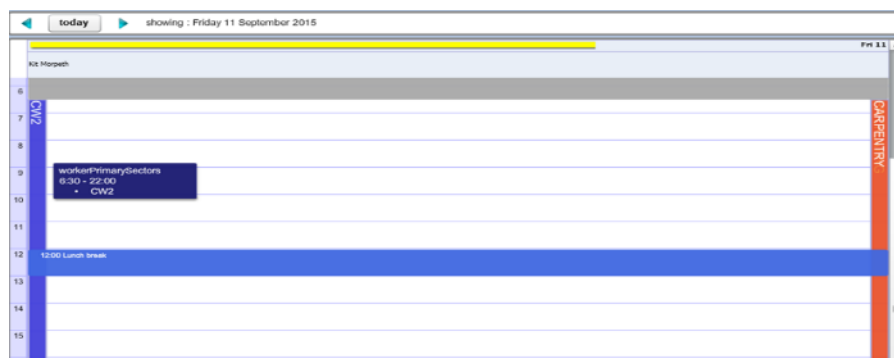 today
showing : Friday 11 September 2015
Fri 11
Kit Morpeth
6
CW2
CARPENTRY
7
8
9
workerPrimarySectors
6:30 - 22:00
• CW2
10
11
12
12:00 Lunch break
13
14
15